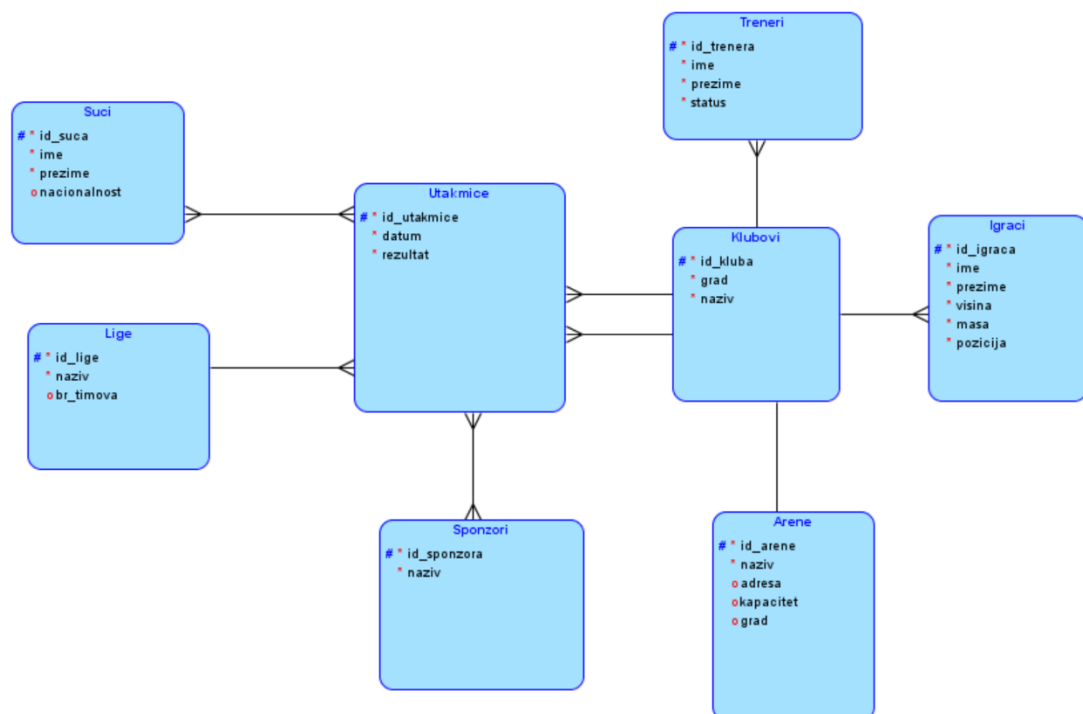 Treneri
# * id_trenera
* ime
* prezime
* status
Suci
# * id_suca
* ime
* prezime
o nacionalnost
Utakmice
# * id_utakmice
* datum
* rezultat
Klubovi
# * id_kluba
* grad
* naziv
Igraci
# * id_igraca
* ime
* prezime
* visina
* masa
* pozicija
Lige
# * id_lige
* naziv
o br_timova
Sponzori
# * id_sponzora
* naziv
Arene
# * id_arene
* naziv
o adresa
o kapacitet
o grad